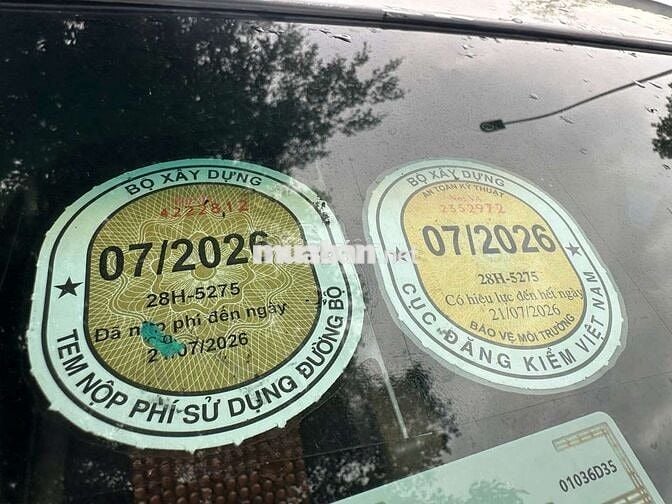 BỘ XÂY DỰNG
4222812
07/2026
28H-5275
Đã nộp phí đến ngày
07/2026
TEM NỘP PHÍ SỬ DỤNG ĐƯỜNG BỘ
BỘ XÂY DỰNG
AN TOÀN KỸ THUẬT
2352972
07/2026
28H-5275
Có hiệu lực đến hết ngày
21/07/2026
BẢO VỆ MÔI TRƯỜNG
CỤC ĐĂNG KIỂM VIỆT NAM
muaban.net
01036D35